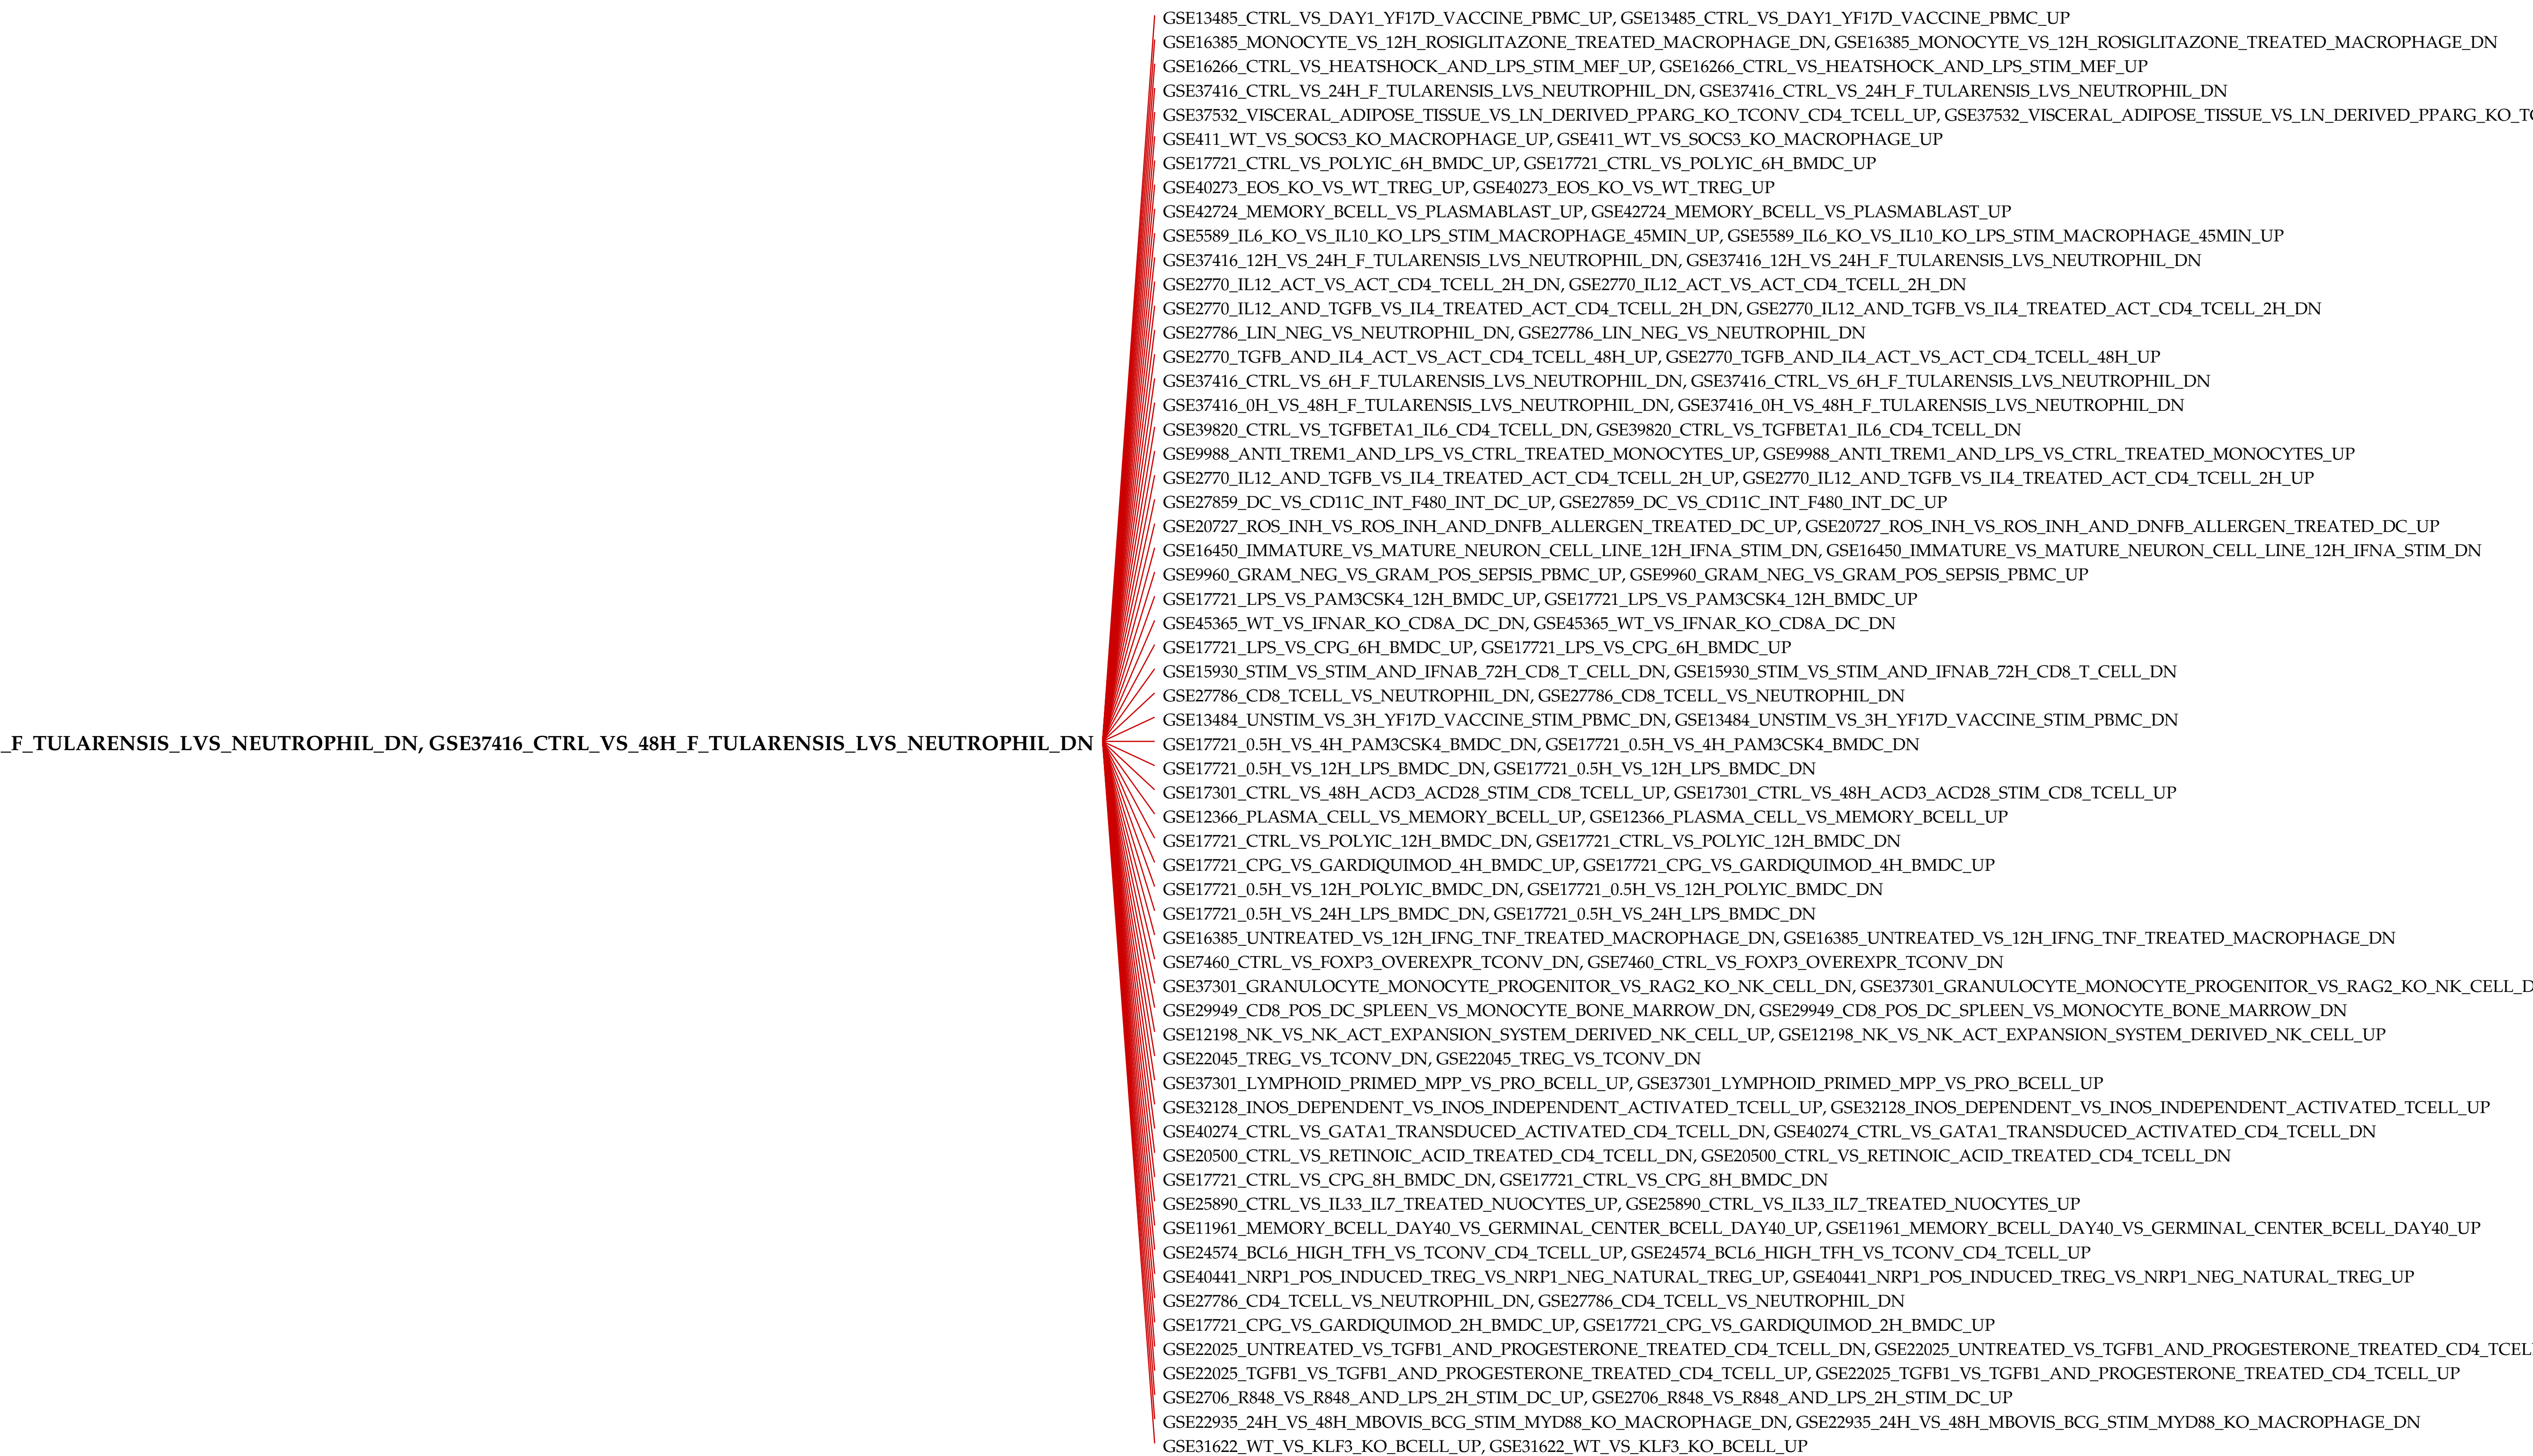 GSE13485_CTRL_VS_DAY1_YF17D_VACCINE_PBMC_UP, GSE13485_CTRL_VS_DAY1_YF17D_VACCINE_PBMC_UP
GSE16385_MONOCYTE_VS_12H_ROSIGLITAZONE_TREATED_MACROPHAGE_DN, GSE16385_MONOCYTE_VS_12H_ROSIGLITAZONE_TREATED_MACROPHAGE_DN
GSE16266_CTRL_VS_HEATSHOCK_AND_LPS_STIM_MEF_UP, GSE16266_CTRL_VS_HEATSHOCK_AND_LPS_STIM_MEF_UP
GSE37416_CTRL_VS_24H_F_TULARENSIS_LVS_NEUTROPHIL_DN, GSE37416_CTRL_VS_24H_F_TULARENSIS_LVS_NEUTROPHIL_DN
GSE37532_VISCERAL_ADIPOSE_TISSUE_VS_LN_DERIVED_PPARG_KO_TCONV_CD4_TCELL_UP, GSE37532_VISCERAL_ADIPOSE_TISSUE_VS_LN_DERIVED_PPARG_KO_TC
GSE411_WT_VS_SOCS3_KO_MACROPHAGE_UP, GSE411_WT_VS_SOCS3_KO_MACROPHAGE_UP
GSE17721_CTRL_VS_POLYIC_6H_BMDC_UP, GSE17721_CTRL_VS_POLYIC_6H_BMDC_UP
GSE40273_EOS_KO_VS_WT_TREG_UP, GSE40273_EOS_KO_VS_WT_TREG_UP
GSE42724_MEMORY_BCELL_VS_PLASMABLAST_UP, GSE42724_MEMORY_BCELL_VS_PLASMABLAST_UP
GSE5589_IL6_KO_VS_IL10_KO_LPS_STIM_MACROPHAGE_45MIN_UP, GSE5589_IL6_KO_VS_IL10_KO_LPS_STIM_MACROPHAGE_45MIN_UP
GSE37416_12H_VS_24H_F_TULARENSIS_LVS_NEUTROPHIL_DN, GSE37416_12H_VS_24H_F_TULARENSIS_LVS_NEUTROPHIL_DN
GSE2770_IL12_ACT_VS_ACT_CD4_TCELL_2H_DN, GSE2770_IL12_ACT_VS_ACT_CD4_TCELL_2H_DN
GSE2770_IL12_AND_TGFB_VS_IL4_TREATED_ACT_CD4_TCELL_2H_DN, GSE2770_IL12_AND_TGFB_VS_IL4_TREATED_ACT_CD4_TCELL_2H_DN
GSE27786_LIN_NEG_VS_NEUTROPHIL_DN, GSE27786_LIN_NEG_VS_NEUTROPHIL_DN
GSE2770_TGFB_AND_IL4_ACT_VS_ACT_CD4_TCELL_48H_UP, GSE2770_TGFB_AND_IL4_ACT_VS_ACT_CD4_TCELL_48H_UP
GSE37416_CTRL_VS_6H_F_TULARENSIS_LVS_NEUTROPHIL_DN, GSE37416_CTRL_VS_6H_F_TULARENSIS_LVS_NEUTROPHIL_DN
GSE37416_0H_VS_48H_F_TULARENSIS_LVS_NEUTROPHIL_DN, GSE37416_0H_VS_48H_F_TULARENSIS_LVS_NEUTROPHIL_DN
GSE39820_CTRL_VS_TGFBETA1_IL6_CD4_TCELL_DN, GSE39820_CTRL_VS_TGFBETA1_IL6_CD4_TCELL_DN
GSE9988_ANTI_TREM1_AND_LPS_VS_CTRL_TREATED_MONOCYTES_UP, GSE9988_ANTI_TREM1_AND_LPS_VS_CTRL_TREATED_MONOCYTES_UP
GSE2770_IL12_AND_TGFB_VS_IL4_TREATED_ACT_CD4_TCELL_2H_UP, GSE2770_IL12_AND_TGFB_VS_IL4_TREATED_ACT_CD4_TCELL_2H_UP
GSE27859_DC_VS_CD11C_INT_F480_INT_DC_UP, GSE27859_DC_VS_CD11C_INT_F480_INT_DC_UP
GSE20727_ROS_INH_VS_ROS_INH_AND_DNFB_ALLERGEN_TREATED_DC_UP, GSE20727_ROS_INH_VS_ROS_INH_AND_DNFB_ALLERGEN_TREATED_DC_UP
GSE16450_IMMATURE_VS_MATURE_NEURON_CELL_LINE_12H_IFNA_STIM_DN, GSE16450_IMMATURE_VS_MATURE_NEURON_CELL_LINE_12H_IFNA_STIM_DN
GSE9960_GRAM_NEG_VS_GRAM_POS_SEPSIS_PBMC_UP, GSE9960_GRAM_NEG_VS_GRAM_POS_SEPSIS_PBMC_UP
GSE17721_LPS_VS_PAM3CSK4_12H_BMDC_UP, GSE17721_LPS_VS_PAM3CSK4_12H_BMDC_UP
GSE45365_WT_VS_IFNAR_KO_CD8A_DC_DN, GSE45365_WT_VS_IFNAR_KO_CD8A_DC_DN
GSE17721_LPS_VS_CPG_6H_BMDC_UP, GSE17721_LPS_VS_CPG_6H_BMDC_UP
GSE15930_STIM_VS_STIM_AND_IFNAB_72H_CD8_T_CELL_DN, GSE15930_STIM_VS_STIM_AND_IFNAB_72H_CD8_T_CELL_DN
GSE27786_CD8_TCELL_VS_NEUTROPHIL_DN, GSE27786_CD8_TCELL_VS_NEUTROPHIL_DN
GSE13484_UNSTIM_VS_3H_YF17D_VACCINE_STIM_PBMC_DN, GSE13484_UNSTIM_VS_3H_YF17D_VACCINE_STIM_PBMC_DN
_F_TULARENSIS_LVS_NEUTROPHIL_DN, GSE37416_CTRL_VS_48H_F_TULARENSIS_LVS_NEUTROPHIL_DN
GSE17721_0.5H_VS_4H_PAM3CSK4_BMDC_DN, GSE17721_0.5H_VS_4H_PAM3CSK4_BMDC_DN
GSE17721_0.5H_VS_12H_LPS_BMDC_DN, GSE17721_0.5H_VS_12H_LPS_BMDC_DN
GSE17301_CTRL_VS_48H_ACD3_ACD28_STIM_CD8_TCELL_UP, GSE17301_CTRL_VS_48H_ACD3_ACD28_STIM_CD8_TCELL_UP
GSE12366_PLASMA_CELL_VS_MEMORY_BCELL_UP, GSE12366_PLASMA_CELL_VS_MEMORY_BCELL_UP
GSE17721_CTRL_VS_POLYIC_12H_BMDC_DN, GSE17721_CTRL_VS_POLYIC_12H_BMDC_DN
GSE17721_CPG_VS_GARDIQUIMOD_4H_BMDC_UP, GSE17721_CPG_VS_GARDIQUIMOD_4H_BMDC_UP
GSE17721_0.5H_VS_12H_POLYIC_BMDC_DN, GSE17721_0.5H_VS_12H_POLYIC_BMDC_DN
GSE17721_0.5H_VS_24H_LPS_BMDC_DN, GSE17721_0.5H_VS_24H_LPS_BMDC_DN
GSE16385_UNTREATED_VS_12H_IFNG_TNF_TREATED_MACROPHAGE_DN, GSE16385_UNTREATED_VS_12H_IFNG_TNF_TREATED_MACROPHAGE_DN
GSE7460_CTRL_VS_FOXP3_OVEREXPR_TCONV_DN, GSE7460_CTRL_VS_FOXP3_OVEREXPR_TCONV_DN
GSE37301_GRANULOCYTE_MONOCYTE_PROGENITOR_VS_RAG2_KO_NK_CELL_DN, GSE37301_GRANULOCYTE_MONOCYTE_PROGENITOR_VS_RAG2_KO_NK_CELL_D
GSE29949_CD8_POS_DC_SPLEEN_VS_MONOCYTE_BONE_MARROW_DN, GSE29949_CD8_POS_DC_SPLEEN_VS_MONOCYTE_BONE_MARROW_DN
GSE12198_NK_VS_NK_ACT_EXPANSION_SYSTEM_DERIVED_NK_CELL_UP, GSE12198_NK_VS_NK_ACT_EXPANSION_SYSTEM_DERIVED_NK_CELL_UP
GSE22045_TREG_VS_TCONV_DN, GSE22045_TREG_VS_TCONV_DN
GSE37301_LYMPHOID_PRIMED_MPP_VS_PRO_BCELL_UP, GSE37301_LYMPHOID_PRIMED_MPP_VS_PRO_BCELL_UP
GSE32128_INOS_DEPENDENT_VS_INOS_INDEPENDENT_ACTIVATED_TCELL_UP, GSE32128_INOS_DEPENDENT_VS_INOS_INDEPENDENT_ACTIVATED_TCELL_UP
GSE40274_CTRL_VS_GATA1_TRANSDUCED_ACTIVATED_CD4_TCELL_DN, GSE40274_CTRL_VS_GATA1_TRANSDUCED_ACTIVATED_CD4_TCELL_DN
GSE20500_CTRL_VS_RETINOIC_ACID_TREATED_CD4_TCELL_DN, GSE20500_CTRL_VS_RETINOIC_ACID_TREATED_CD4_TCELL_DN
GSE17721_CTRL_VS_CPG_8H_BMDC_DN, GSE17721_CTRL_VS_CPG_8H_BMDC_DN
GSE25890_CTRL_VS_IL33_IL7_TREATED_NUOCYTES_UP, GSE25890_CTRL_VS_IL33_IL7_TREATED_NUOCYTES_UP
GSE11961_MEMORY_BCELL_DAY40_VS_GERMINAL_CENTER_BCELL_DAY40_UP, GSE11961_MEMORY_BCELL_DAY40_VS_GERMINAL_CENTER_BCELL_DAY40_UP
GSE24574_BCL6_HIGH_TFH_VS_TCONV_CD4_TCELL_UP, GSE24574_BCL6_HIGH_TFH_VS_TCONV_CD4_TCELL_UP
GSE40441_NRP1_POS_INDUCED_TREG_VS_NRP1_NEG_NATURAL_TREG_UP, GSE40441_NRP1_POS_INDUCED_TREG_VS_NRP1_NEG_NATURAL_TREG_UP
GSE27786_CD4_TCELL_VS_NEUTROPHIL_DN, GSE27786_CD4_TCELL_VS_NEUTROPHIL_DN
GSE17721_CPG_VS_GARDIQUIMOD_2H_BMDC_UP, GSE17721_CPG_VS_GARDIQUIMOD_2H_BMDC_UP
GSE22025_UNTREATED_VS_TGFB1_AND_PROGESTERONE_TREATED_CD4_TCELL_DN, GSE22025_UNTREATED_VS_TGFB1_AND_PROGESTERONE_TREATED_CD4_TCEL
GSE22025_TGFB1_VS_TGFB1_AND_PROGESTERONE_TREATED_CD4_TCELL_UP, GSE22025_TGFB1_VS_TGFB1_AND_PROGESTERONE_TREATED_CD4_TCELL_UP
GSE2706_R848_VS_R848_AND_LPS_2H_STIM_DC_UP, GSE2706_R848_VS_R848_AND_LPS_2H_STIM_DC_UP
GSE22935_24H_VS_48H_MBOVIS_BCG_STIM_MYD88_KO_MACROPHAGE_DN, GSE22935_24H_VS_48H_MBOVIS_BCG_STIM_MYD88_KO_MACROPHAGE_DN
GSE31622_WT_VS_KLF3_KO_BCELL_UP, GSE31622_WT_VS_KLF3_KO_BCELL_UP